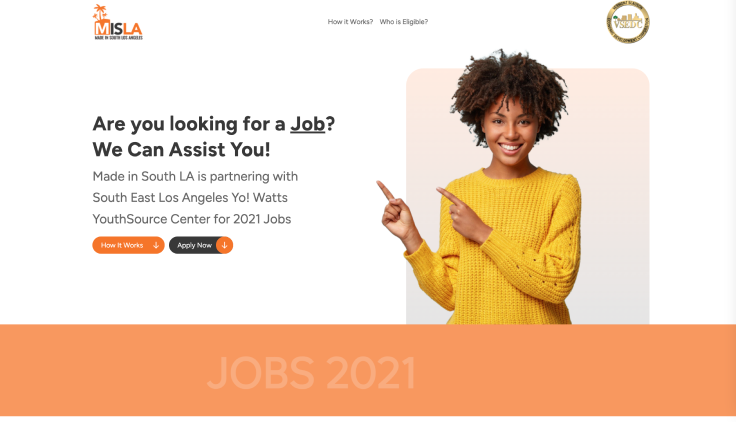 MISLA
MADE IN SOUTH LOS ANGELES
How it Works?
Who is Eligible?
VSEDC
Are you looking for a Job?
We Can Assist You!
Made in South LA is partnering with
South East Los Angeles Yo! Watts
YouthSource Center for 2021 Jobs
How It Works
Apply Now
JOBS 2021